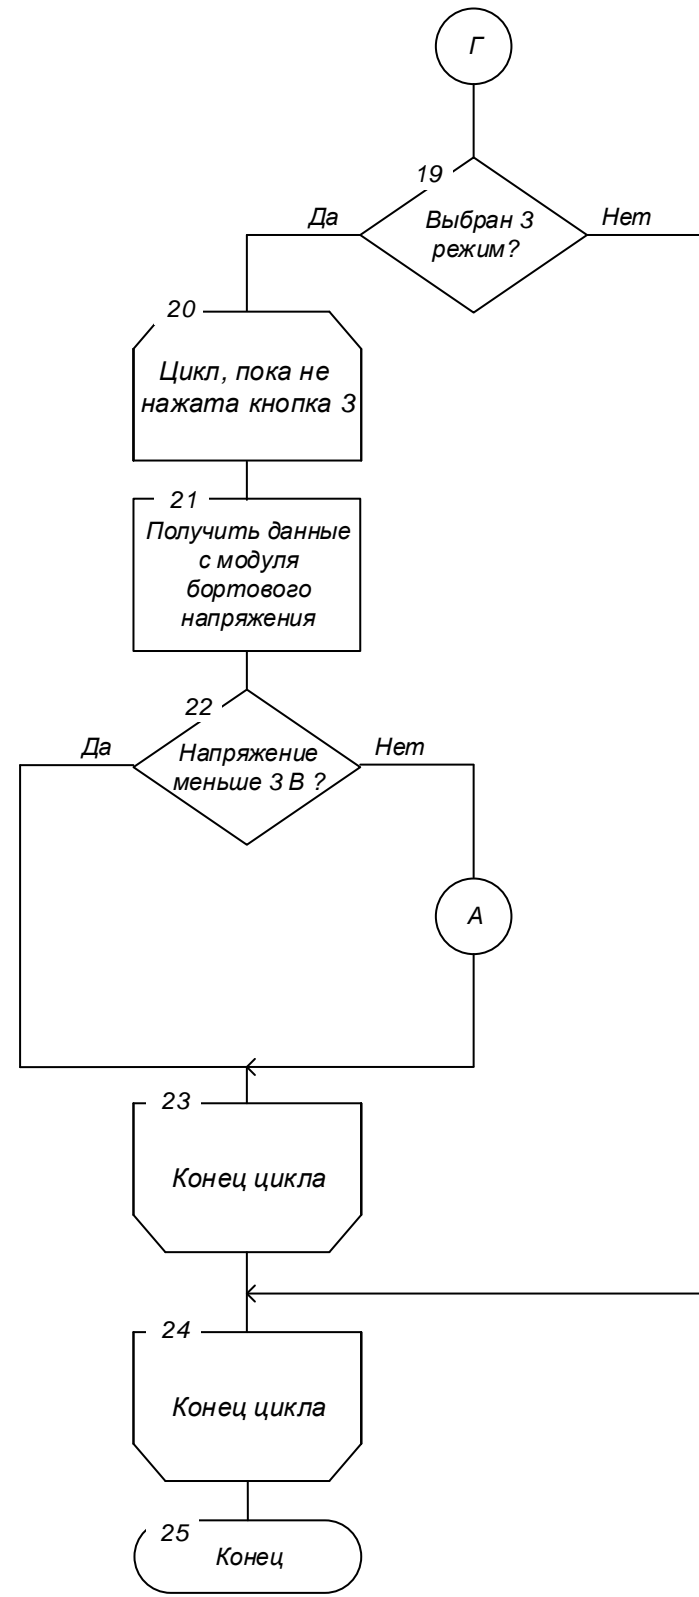 Г
19
Выбран 3
режим?
Да
Нет
20
Цикл, пока не
нажата кнопка 3
21
Получить данные
с модуля
бортового
напряжения
22
Напряжение
меньше 3 В ?
Да
Нет
А
23
Конец цикла
24
Конец цикла
25
Конец